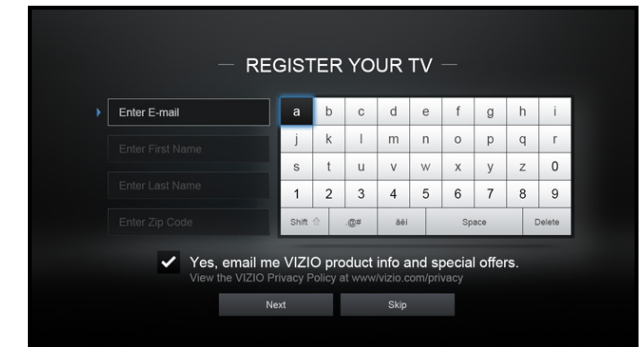 REGISTER YOUR TV
Enter E-mail
Enter First Name
Enter Last Name
Enter Zip Code
a b c d e f g h i
j k l m n o p q r
s t u v w x y z 0
1 2 3 4 5 6 7 8 9
Shift .@# äêí Space Delete
Yes, email me VIZIO product info and special offers.
View the VIZIO Privacy Policy at www/vizio.com/privacy
Next Skip